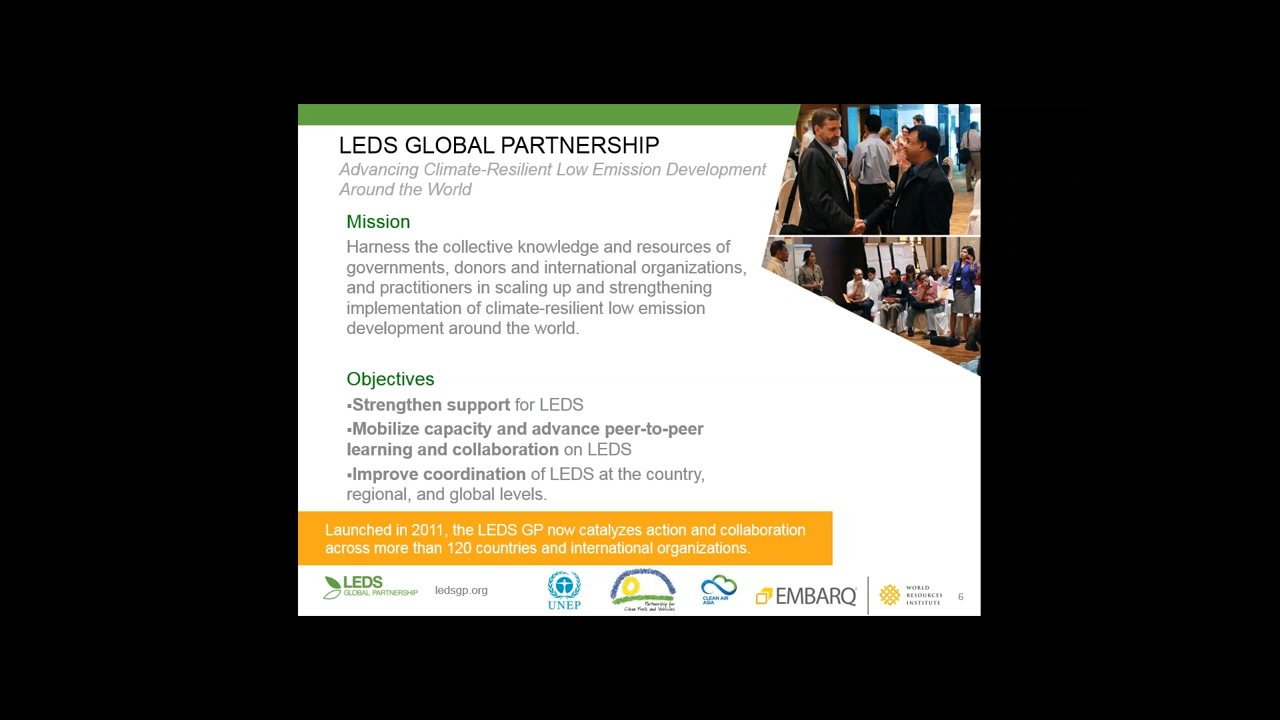 LEDS GLOBAL PARTNERSHIP
Advancing Climate-Resilient Low Emission Development
Around the World
Mission
Harness the collective knowledge and resources of
governments, donors and international organizations,
and practitioners in scaling up and strengthening
implementation of climate-resilient low emission
development around the world.
Objectives
▪Strengthen support for LEDS
▪Mobilize capacity and advance peer-to-peer
learning and collaboration on LEDS
▪Improve coordination of LEDS at the country,
regional, and global levels.
Launched in 2011, the LEDS GP now catalyzes action and collaboration
across more than 120 countries and international organizations.
LEDS
GLOBAL PARTNERSHIP
ledsgp.org
UNEP
Partnership for
Clean Fuels and Vehicles
CLEAN AIR
ASIA
EMBARQ
WORLD
RESOURCES
INSTITUTE
6